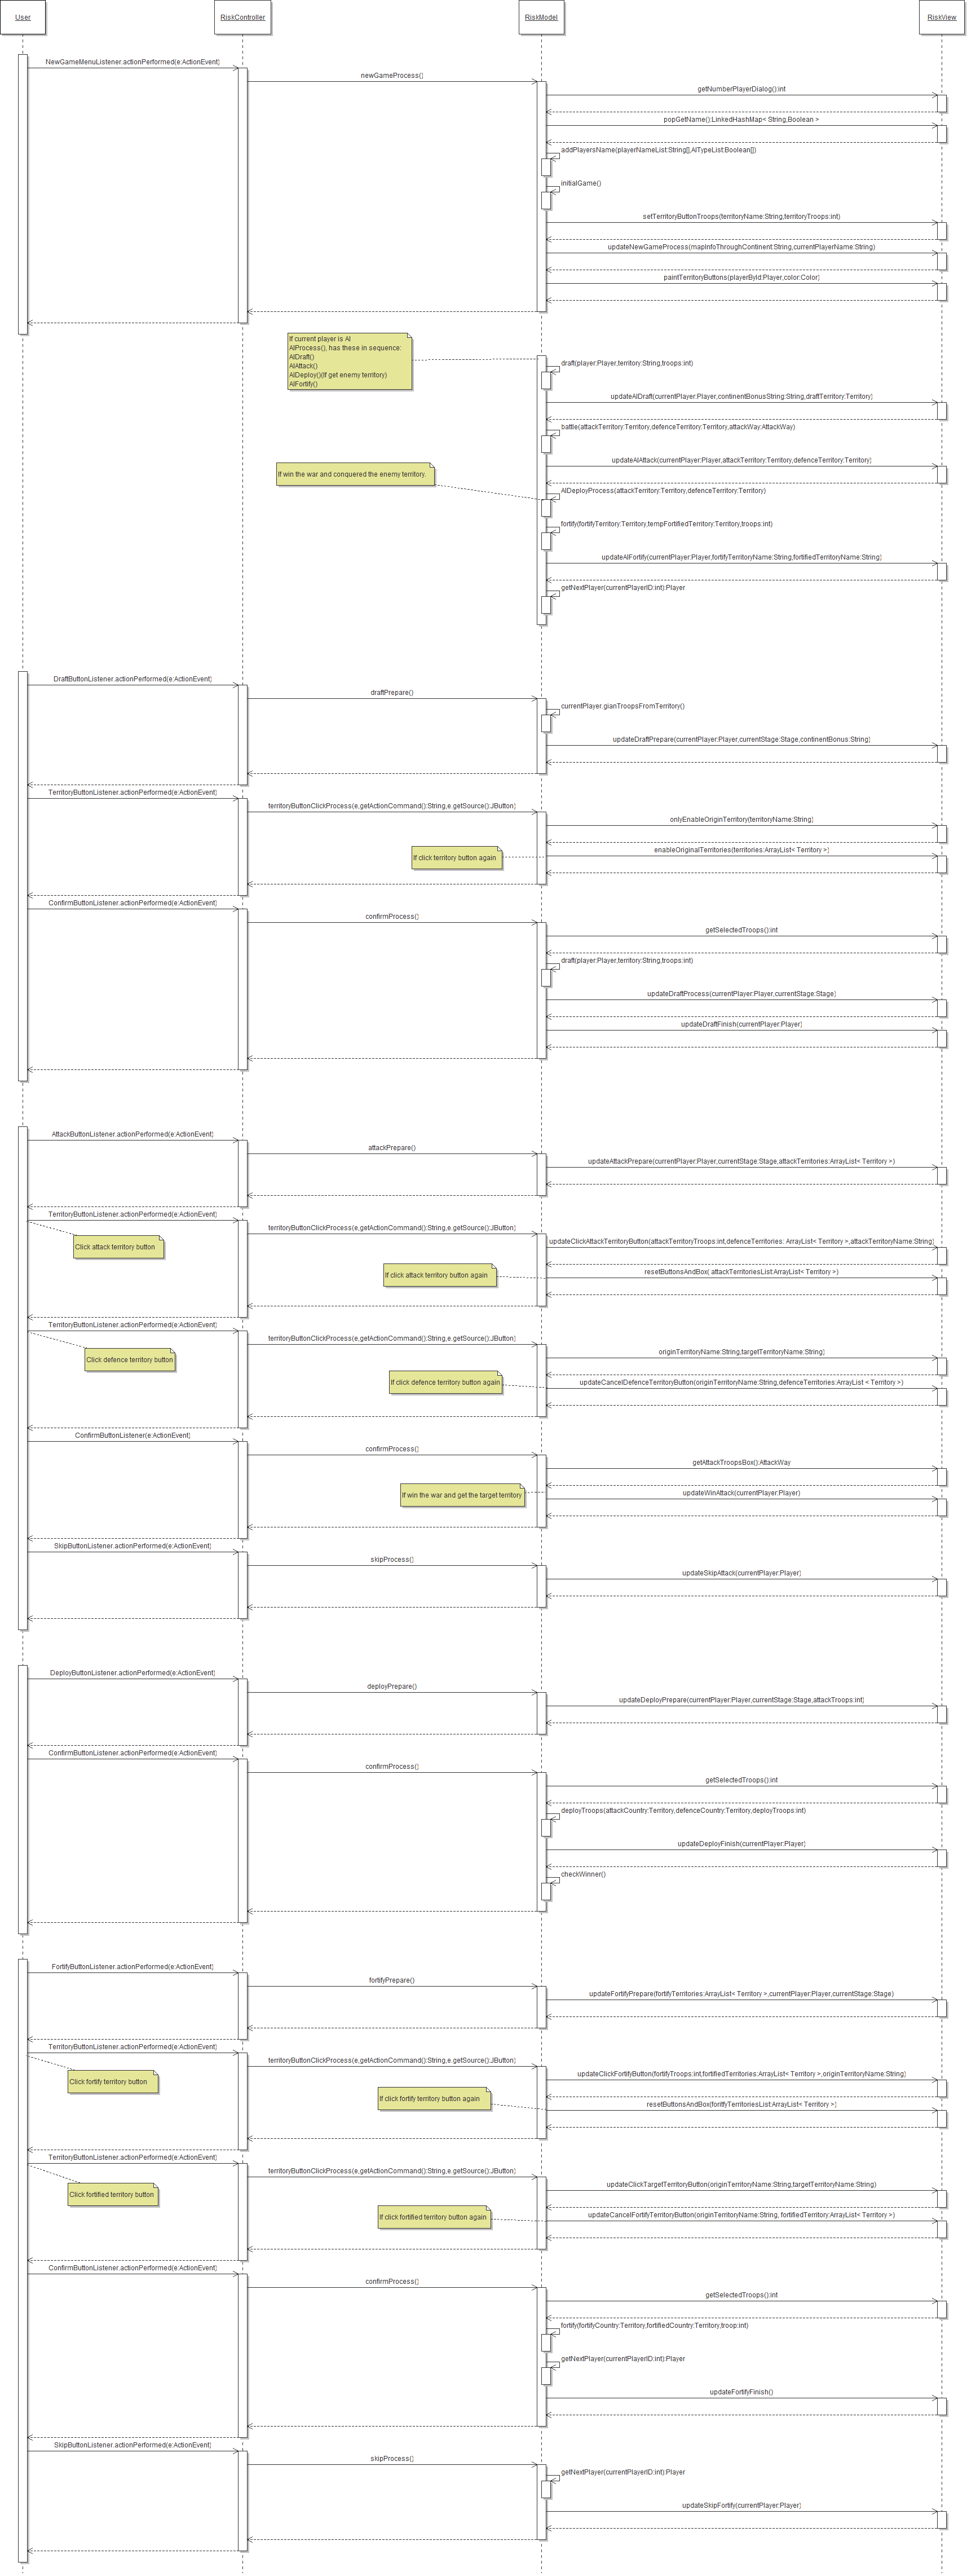 User
RiskController
RiskModel
RiskView
NewGameMenuListener.actionPerformed(e:ActionEvent)
newGameProcess()
getNumberPlayerDialog():int
popGetName():LinkedHashMap< String,Boolean >
addPlayersName(playerNameList:String[],AITypeList:Boolean[])
initialGame()
setTerritoryButtonTroops(territoryName:String,territoryTroops:int)
updateNewGameProcess(mapInfoThroughContinent:String,currentPlayerName:String)
paintTerritoryButtons(playerById:Player,color:Color)
If current player is AI
AIProcess(), has these in sequence:
AIDraft()
AIAttack()
AIDeploy()(If get enemy territory)
AIFortify()
draft(player:Player,territory:String,troops:int)
updateAIDraft(currentPlayer:Player,continentBonusString:String,draftTerritory:Territory)
battle(attackTerritory:Territory,defenceTerritory:Territory,attackWay:AttackWay)
updateAIAttack(currentPlayer:Player,attackTerritory:Territory,defenceTerritory:Territory)
If win the war and conquered the enemy territory.
AIDeployProcess(attackTerritory:Territory,defenceTerritory:Territory)
fortify(fortifyTerritory:Territory,tempFortifiedTerritory:Territory,troops:int)
updateAIFortify(currentPlayer:Player,fortifyTerritoryName:String,fortifiedTerritoryName:String)
getNextPlayer(currentPlayerID:int):Player
DraftButtonListener.actionPerformed(e:ActionEvent)
draftPrepare()
currentPlayer.gianTroopsFromTerritory()
updateDraftPrepare(currentPlayer:Player,currentStage:Stage,continentBonus:String)
TerritoryButtonListener.actionPerformed(e:ActionEvent)
territoryButtonClickProcess(e,getActionCommand():String,e.getSource():JButton)
onlyEnableOriginTerritory(territoryName:String)
If click territory button again
enableOriginalTerritories(territories:ArrayList< Territory >)
ConfirmButtonListener.actionPerformed(e:ActionEvent)
confirmProcess()
getSelectedTroops():int
draft(player:Player,territory:String,troops:int)
updateDraftProcess(currentPlayer:Player,currentStage:Stage)
updateDraftFinish(currentPlayer:Player)
AttackButtonListener.actionPerformed(e:ActionEvent)
attackPrepare()
updateAttackPrepare(currentPlayer:Player,currentStage:Stage,attackTerritories:ArrayList< Territory >)
TerritoryButtonListener.actionPerformed(e:ActionEvent)
territoryButtonClickProcess(e,getActionCommand():String,e.getSource():JButton)
Click attack territory button
updateClickAttackTerritoryButton(attackTerritoryTroops:int,defenceTerritories: ArrayList< Territory >,attackTerritoryName:String)
If click attack territory button again
resetButtonsAndBox( attackTerritoriesList:ArrayList< Territory >)
TerritoryButtonListener.actionPerformed(e:ActionEvent)
territoryButtonClickProcess(e,getActionCommand():String,e.getSource():JButton)
Click defence territory button
originTerritoryName:String,targetTerritoryName:String)
If click defence territory button again
updateCancelDefenceTerritoryButton(originTerritoryName:String,defenceTerritories:ArrayList < Territory >)
ConfirmButtonListener(e:ActionEvent)
confirmProcess()
getAttackTroopsBox():AttackWay
If win the war and get the target territory
updateWinAttack(currentPlayer:Player)
SkipButtonListener.actionPerformed(e:ActionEvent)
skipProcess()
updateSkipAttack(currentPlayer:Player)
DeployButtonListener.actionPerformed(e:ActionEvent)
deployPrepare()
updateDeployPrepare(currentPlayer:Player,currentStage:Stage,attackTroops:int)
ConfirmButtonListener.actionPerformed(e:ActionEvent)
confirmProcess()
getSelectedTroops():int
deployTroops(attackCountry:Territory,defenceCountry:Territory,deployTroops:int)
updateDeployFinish(currentPlayer:Player)
checkWinner()
FortifyButtonListener.actionPerformed(e:ActionEvent)
fortifyPrepare()
updateFortifyPrepare(fortifyTerritories:ArrayList< Territory >,currentPlayer:Player,currentStage:Stage)
TerritoryButtonListener.actionPerformed(e:ActionEvent)
territoryButtonClickProcess(e,getActionCommand():String,e.getSource():JButton)
Click fortify territory button
updateClickFortifyButton(fortifyTroops:int,fortifiedTerritories:ArrayList< Territory >,originTerritoryName:String)
If click fortify territory button again
resetButtonsAndBox(foritfyTerritoriesList:ArrayList< Territory >)
TerritoryButtonListener.actionPerformed(e:ActionEvent)
territoryButtonClickProcess(e,getActionCommand():String,e.getSource():JButton)
Click fortified territory button
updateClickTargetTerritoryButton(originTerritoryName:String,targetTerritoryName:String)
If click fortified territory button again
updateCancelFortifyTerritoryButton(originTerritoryName:String, fortifiedTerritory:ArrayList< Territory >)
ConfirmButtonListener.actionPerformed(e:ActionEvent)
confirmProcess()
getSelectedTroops():int
fortify(fortifyCountry:Territory,fortifiedCountry:Territory,troop:int)
getNextPlayer(currentPlayerID:int):Player
updateFortifyFinish()
SkipButtonListener.actionPerformed(e:ActionEvent)
skipProcess()
getNextPlayer(currentPlayerID:int):Player
updateSkipFortify(currentPlayer:Player)